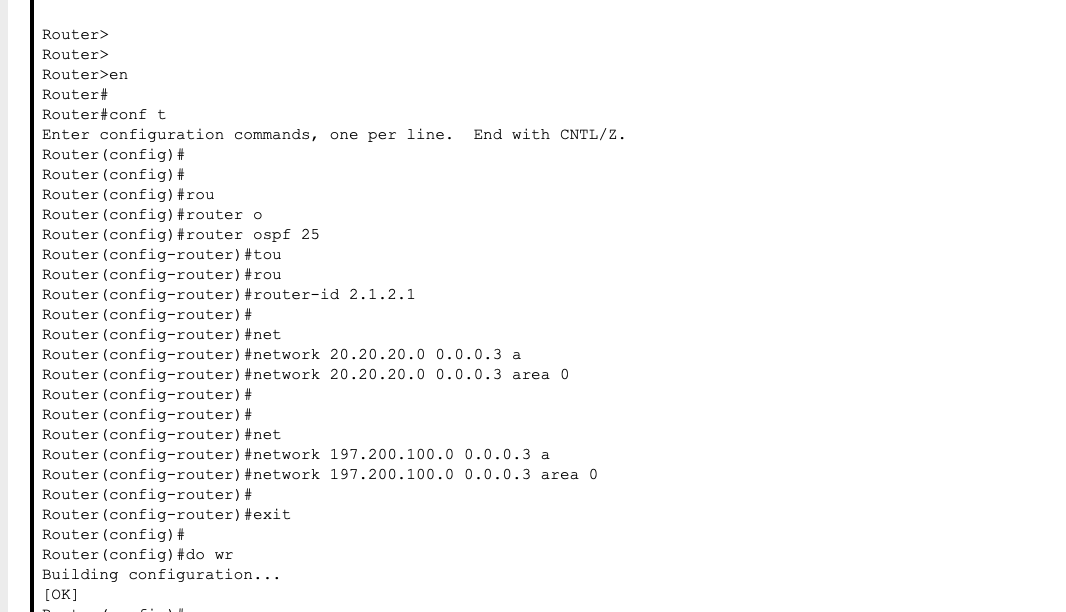 Router>
Router>
Router>en
Router#
Router#conf t
Enter configuration commands, one per line.  End with CNTL/Z.
Router(config)#
Router(config)#
Router(config)#rou
Router(config)#router o
Router(config)#router ospf 25
Router(config-router)#tou
Router(config-router)#rou
Router(config-router)#router-id 2.1.2.1
Router(config-router)#
Router(config-router)#net
Router(config-router)#network 20.20.20.0 0.0.0.3 a
Router(config-router)#network 20.20.20.0 0.0.0.3 area 0
Router(config-router)#
Router(config-router)#
Router(config-router)#net
Router(config-router)#network 197.200.100.0 0.0.0.3 a
Router(config-router)#network 197.200.100.0 0.0.0.3 area 0
Router(config-router)#
Router(config-router)#exit
Router(config)#
Router(config)#do wr
Building configuration...
[OK]
Router(config)#